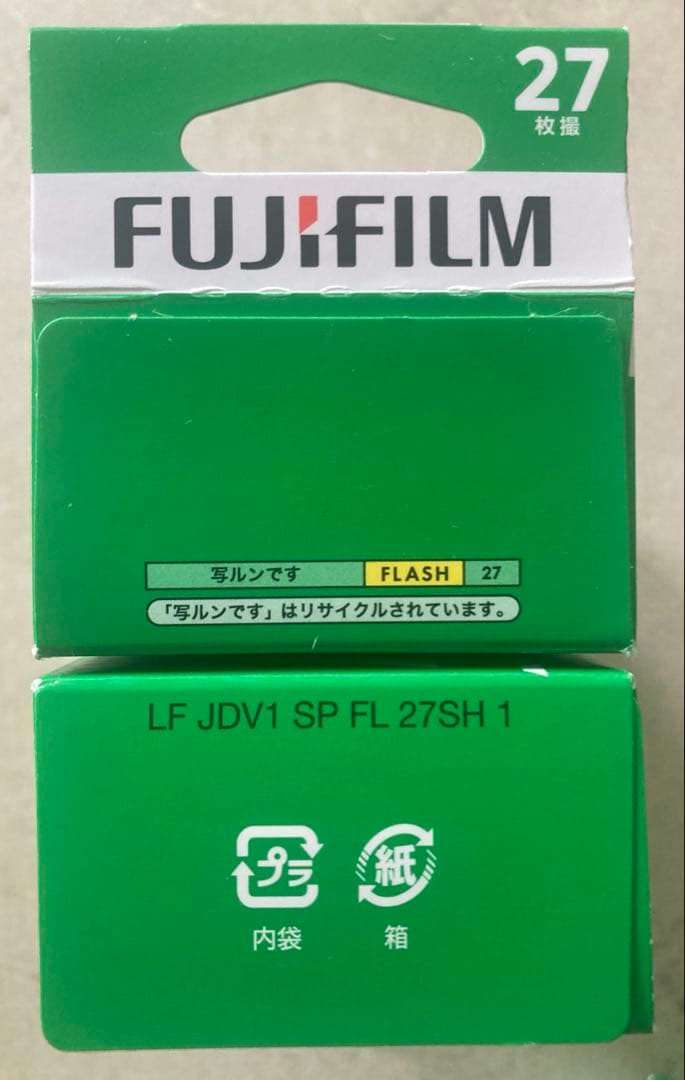 27
枚撮
FUJIFILM
写ルンです FLASH 27
「写ルンです」はリサイクルされています。
LF JDV1 SP FL 27SH 1
プラ 紙
内袋 箱